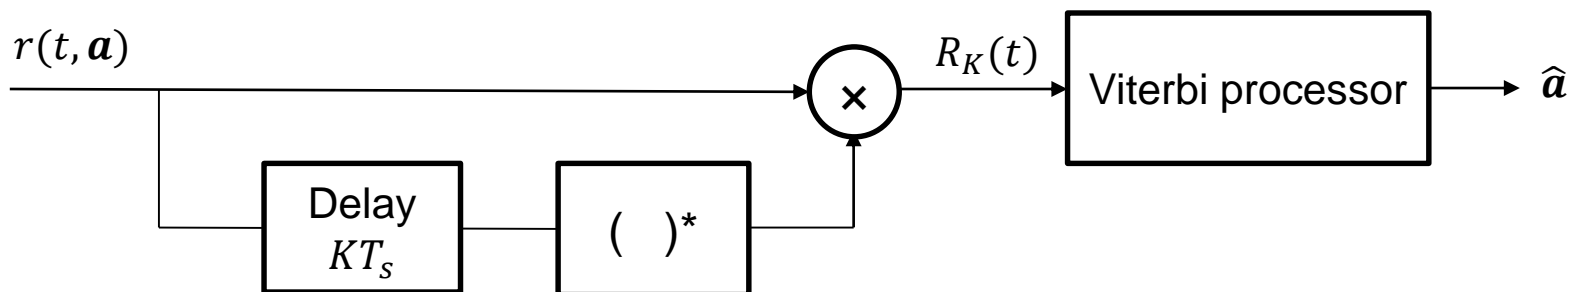 r(t, a)
R_K(t)
×
Viterbi processor
â
Delay
KT_s
( )*